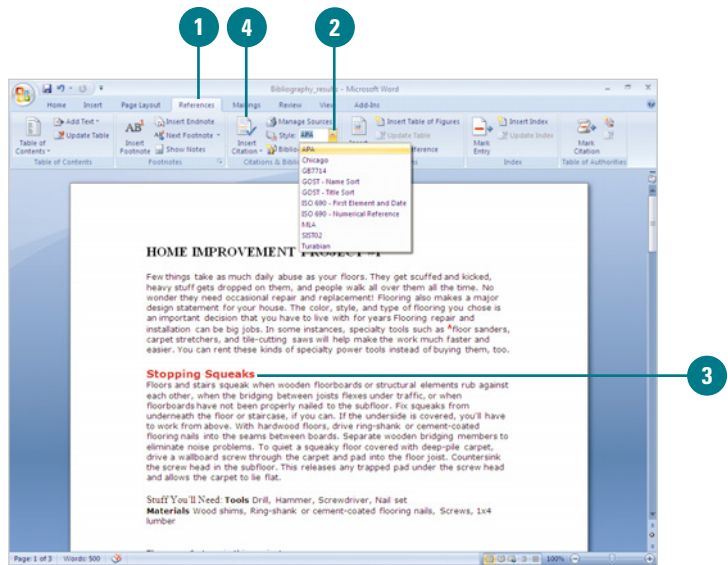 1
4
2
Bibliography_results - Microsoft Word
Home Insert Page Layout References Mailings Review View Add-Ins
Table of Contents
Add Text
Update Table
Table of Contents
AB1
Insert Footnote
Insert Endnote
Next Footnote
Show Notes
Footnotes
Insert Citation
Manage Sources
Style: APA
Citations & Biblio
APA
Chicago
GB7714
GOST - Name Sort
GOST - Title Sort
ISO 690 - First Element and Date
ISO 690 - Numerical Reference
MLA
SIST02
Turabian
Insert Table of Figures
Update Table
Mark Entry
Insert Index
Update Index
Index
Mark Citation
Table of Authorities
HOME IMPROVEMENT PROJECT #1
Few things take as much daily abuse as your floors. They get scuffed and kicked,
heavy stuff gets dropped on them, and people walk all over them all the time. No
wonder they need occasional repair and replacement! Flooring also makes a major
design statement for your house. The color, style, and type of flooring you chose is
an important decision that you have to live with for years Flooring repair and
installation can be big jobs. In some instances, specialty tools such as *floor sanders,
carpet stretchers, and tile-cutting saws will help make the work much faster and
easier. You can rent these kinds of specialty power tools instead of buying them, too.
Stopping Squeaks
3
Floors and stairs squeak when wooden floorboards or structural elements rub against
each other, when the bridging between joists flexes under traffic, or when
floorboards have not been properly nailed to the subfloor. Fix squeaks from
underneath the floor or staircase, if you can. If the underside is covered, you'll have
to work from above. With hardwood floors, drive ring-shank or cement-coated
flooring nails into the seams between boards. Separate wooden bridging members to
eliminate noise problems. To quiet a squeaky floor covered with deep-pile carpet,
drive a wallboard screw through the carpet and pad into the floor joist. Countersink
the screw head in the subfloor. This releases any trapped pad under the screw head
and allows the carpet to lie flat.
Stuff You'll Need: Tools Drill, Hammer, Screwdriver, Nail set
Materials Wood shims, Ring-shank or cement-coated flooring nails, Screws, 1x4
lumber
Page: 1 of 3 Words: 500
100%